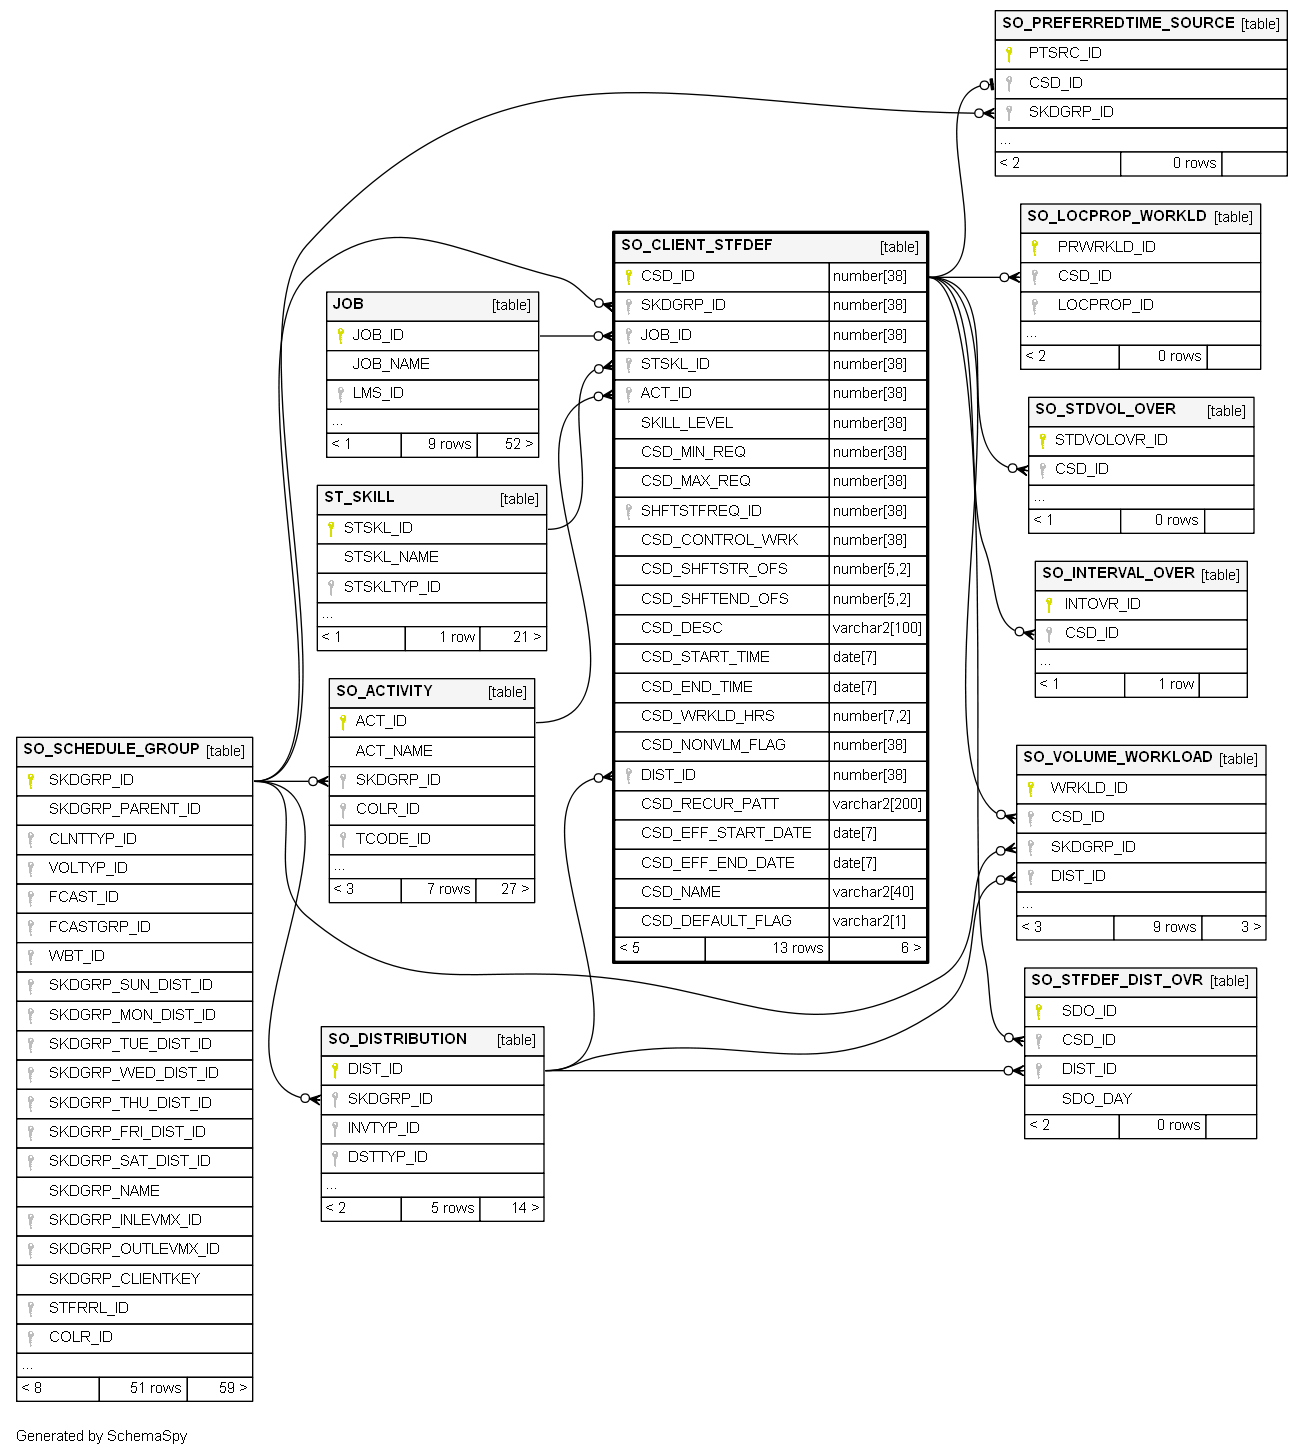 SO_PREFERREDTIME_SOURCE [table]
PTSRC_ID
CSD_ID
SKDGRP_ID
...
< 2 0 rows
SO_LOCPROP_WORKLD [table]
PRWRKLD_ID
CSD_ID
LOCPROP_ID
...
< 2 0 rows
SO_CLIENT_STFDEF [table]
CSD_ID number[38]
SKDGRP_ID number[38]
JOB_ID number[38]
STSKL_ID number[38]
ACT_ID number[38]
SKILL_LEVEL number[38]
CSD_MIN_REQ number[38]
CSD_MAX_REQ number[38]
SHFTSTFREQ_ID number[38]
CSD_CONTROL_WRK number[38]
CSD_SHFTSTR_OFS number[5,2]
CSD_SHFTEND_OFS number[5,2]
CSD_DESC varchar2[100]
CSD_START_TIME date[7]
CSD_END_TIME date[7]
CSD_WRKLD_HRS number[7,2]
CSD_NONVLM_FLAG number[38]
DIST_ID number[38]
CSD_RECUR_PATT varchar2[200]
CSD_EFF_START_DATE date[7]
CSD_EFF_END_DATE date[7]
CSD_NAME varchar2[40]
CSD_DEFAULT_FLAG varchar2[1]
< 5 13 rows 6 >
JOB [table]
JOB_ID
JOB_NAME
LMS_ID
...
< 1 9 rows 52 >
SO_STDVOL_OVER [table]
STDVOLOVR_ID
CSD_ID
...
< 1 0 rows
ST_SKILL [table]
STSKL_ID
STSKL_NAME
STSKLTYP_ID
...
< 1 1 row 21 >
SO_INTERVAL_OVER [table]
INTOVR_ID
CSD_ID
...
< 1 1 row
SO_ACTIVITY [table]
ACT_ID
ACT_NAME
SKDGRP_ID
COLR_ID
TCODE_ID
...
< 3 7 rows 27 >
SO_SCHEDULE_GROUP [table]
SKDGRP_ID
SKDGRP_PARENT_ID
CLNTTYP_ID
VOLTYP_ID
FCAST_ID
FCASTGRP_ID
WBT_ID
SKDGRP_SUN_DIST_ID
SKDGRP_MON_DIST_ID
SKDGRP_TUE_DIST_ID
SKDGRP_WED_DIST_ID
SKDGRP_THU_DIST_ID
SKDGRP_FRI_DIST_ID
SKDGRP_SAT_DIST_ID
SKDGRP_NAME
SKDGRP_INLEVMX_ID
SKDGRP_OUTLEVMX_ID
SKDGRP_CLIENTKEY
STFRRL_ID
COLR_ID
...
< 8 51 rows 59 >
SO_VOLUME_WORKLOAD [table]
WRKLD_ID
CSD_ID
SKDGRP_ID
DIST_ID
...
< 3 9 rows 3 >
SO_STFDEF_DIST_OVR [table]
SDO_ID
CSD_ID
DIST_ID
SDO_DAY
< 2 0 rows
SO_DISTRIBUTION [table]
DIST_ID
SKDGRP_ID
INVTYP_ID
DSTTYP_ID
...
< 2 5 rows 14 >
Generated by SchemaSpy